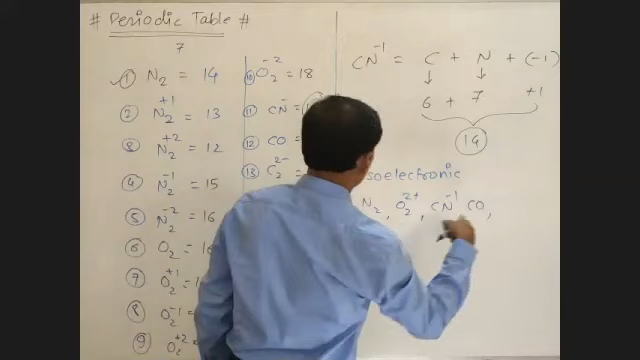 # Periodic Table #
7
① N₂ = 14
② N₂⁺¹ = 13
③ N₂⁺² = 12
④ N₂⁻¹ = 15
⑤ N₂⁻² = 16
⑥ O₂ = 16
⑦ O₂⁺¹ = 1
⑧ O₂⁻¹ =
⑨ O₂⁺² =
⑩ O₂⁻² = 18
⑪ CN⁻ =
⑫ CO =
⑬ C₂²⁻ =
CN⁻¹ = C + N + (-1)
↓ ↓
6 + 7 +1
14
soelectronic
N₂, O₂²⁺, CN⁻¹ CO,